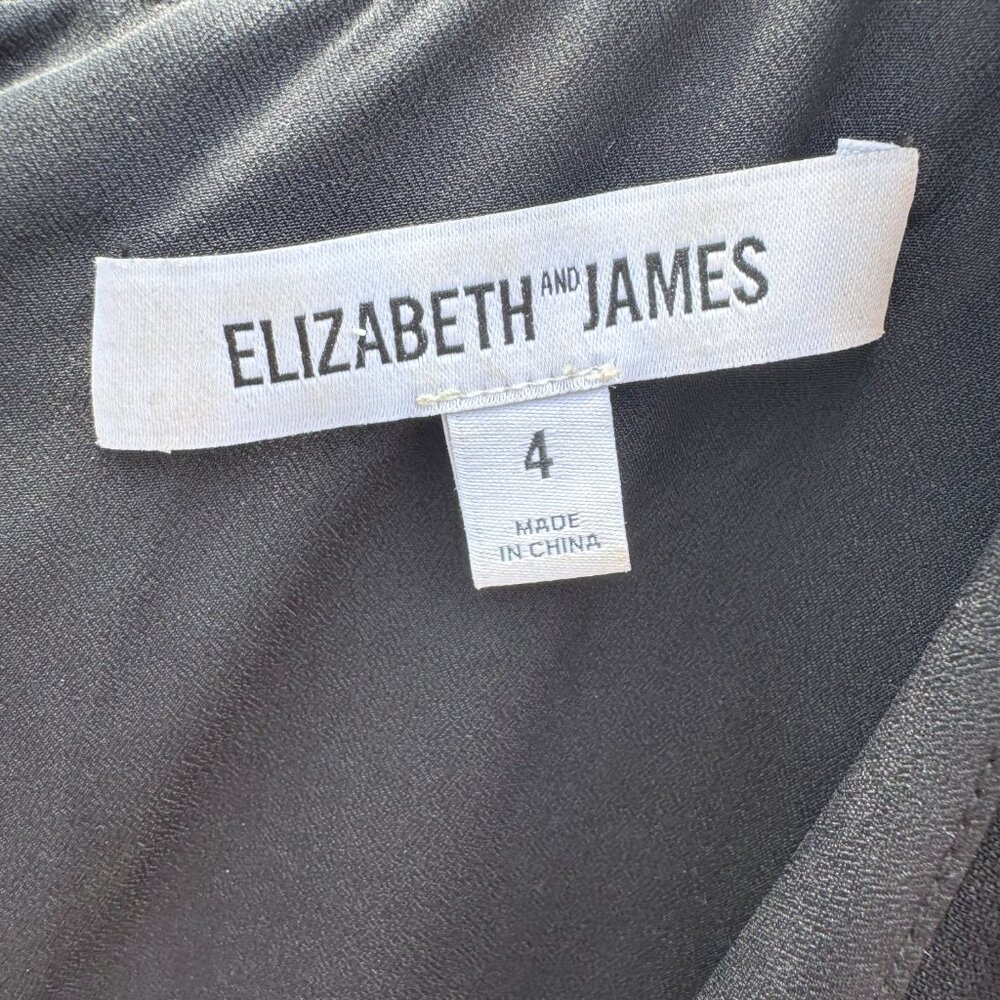 ELIZABETH AND JAMES
4
MADE
IN CHINA